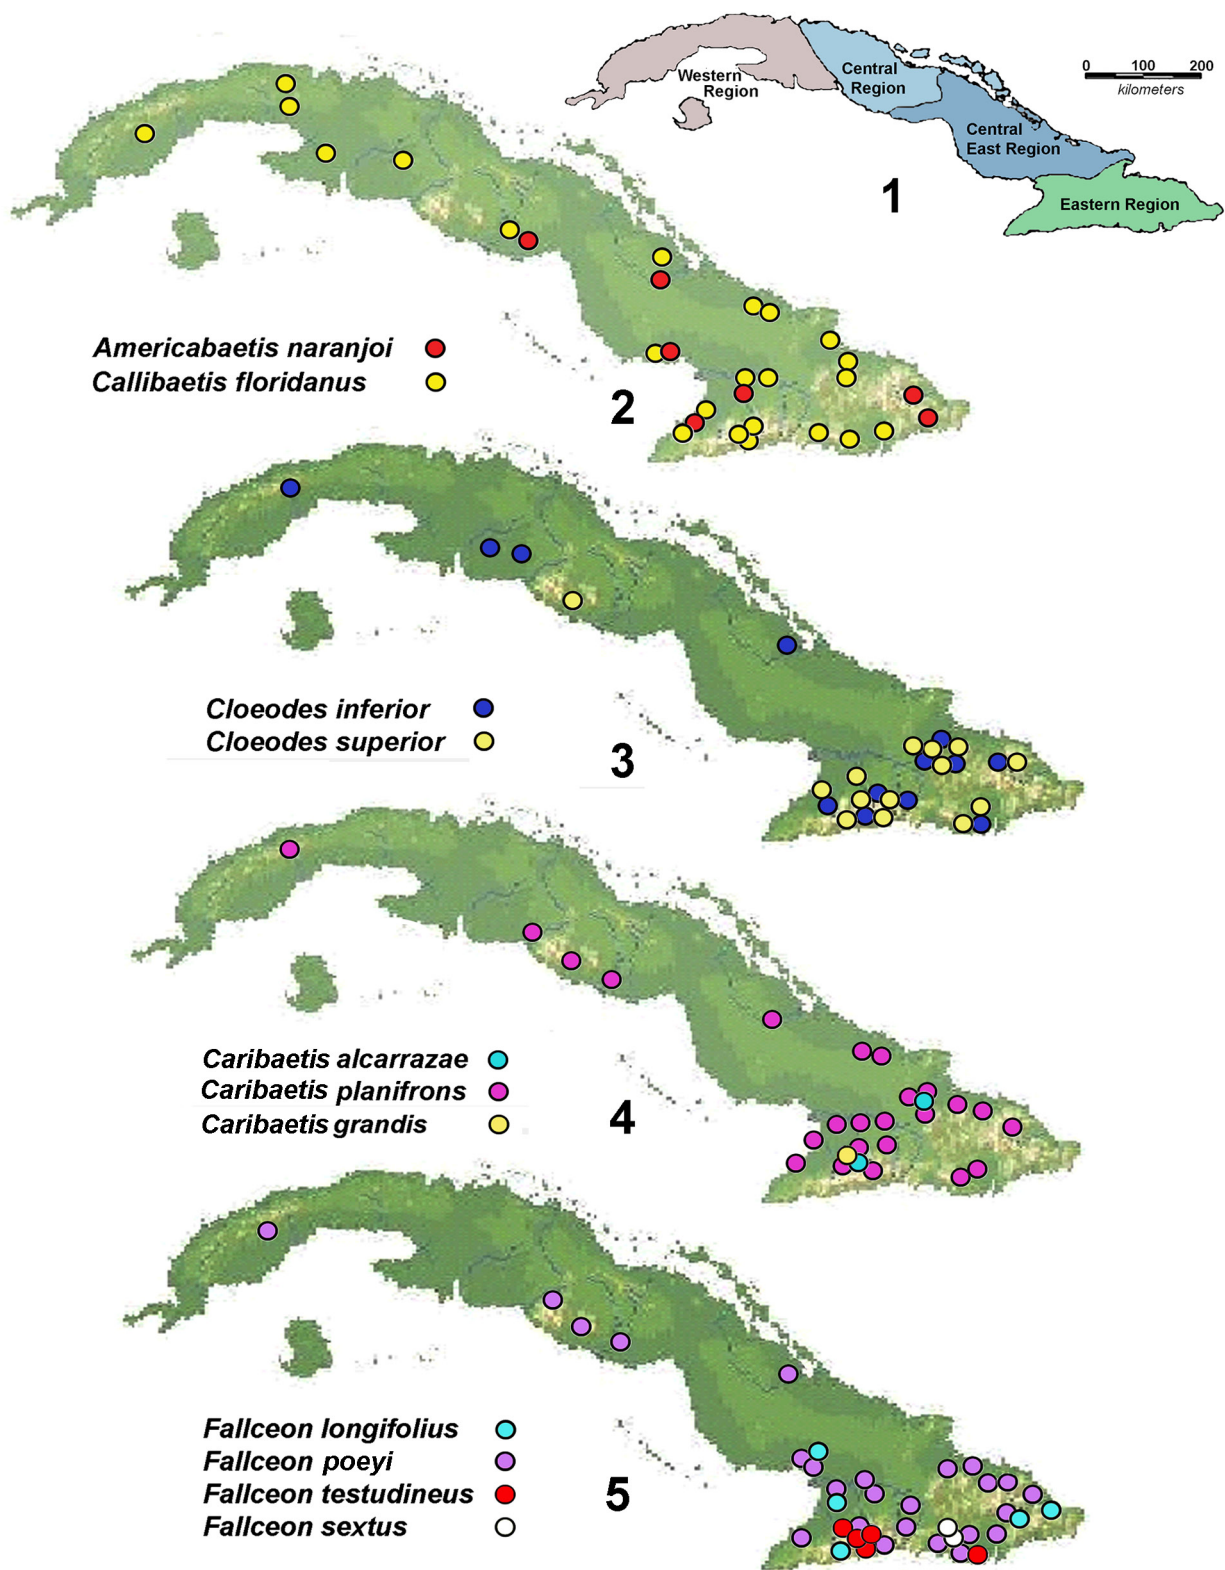 Western
Region
Central
Region
Central
East Region
Eastern Region
0 100 200
kilometers
1
Americabaetis naranjoi
Callibaetis floridanus
2
Cloeodes inferior
Cloeodes superior
3
Caribaetis alcarrazae
Caribaetis planifrons
Caribaetis grandis
4
Fallceon longifolius
Fallceon poeyi
Fallceon testudineus
Fallceon sextus
5